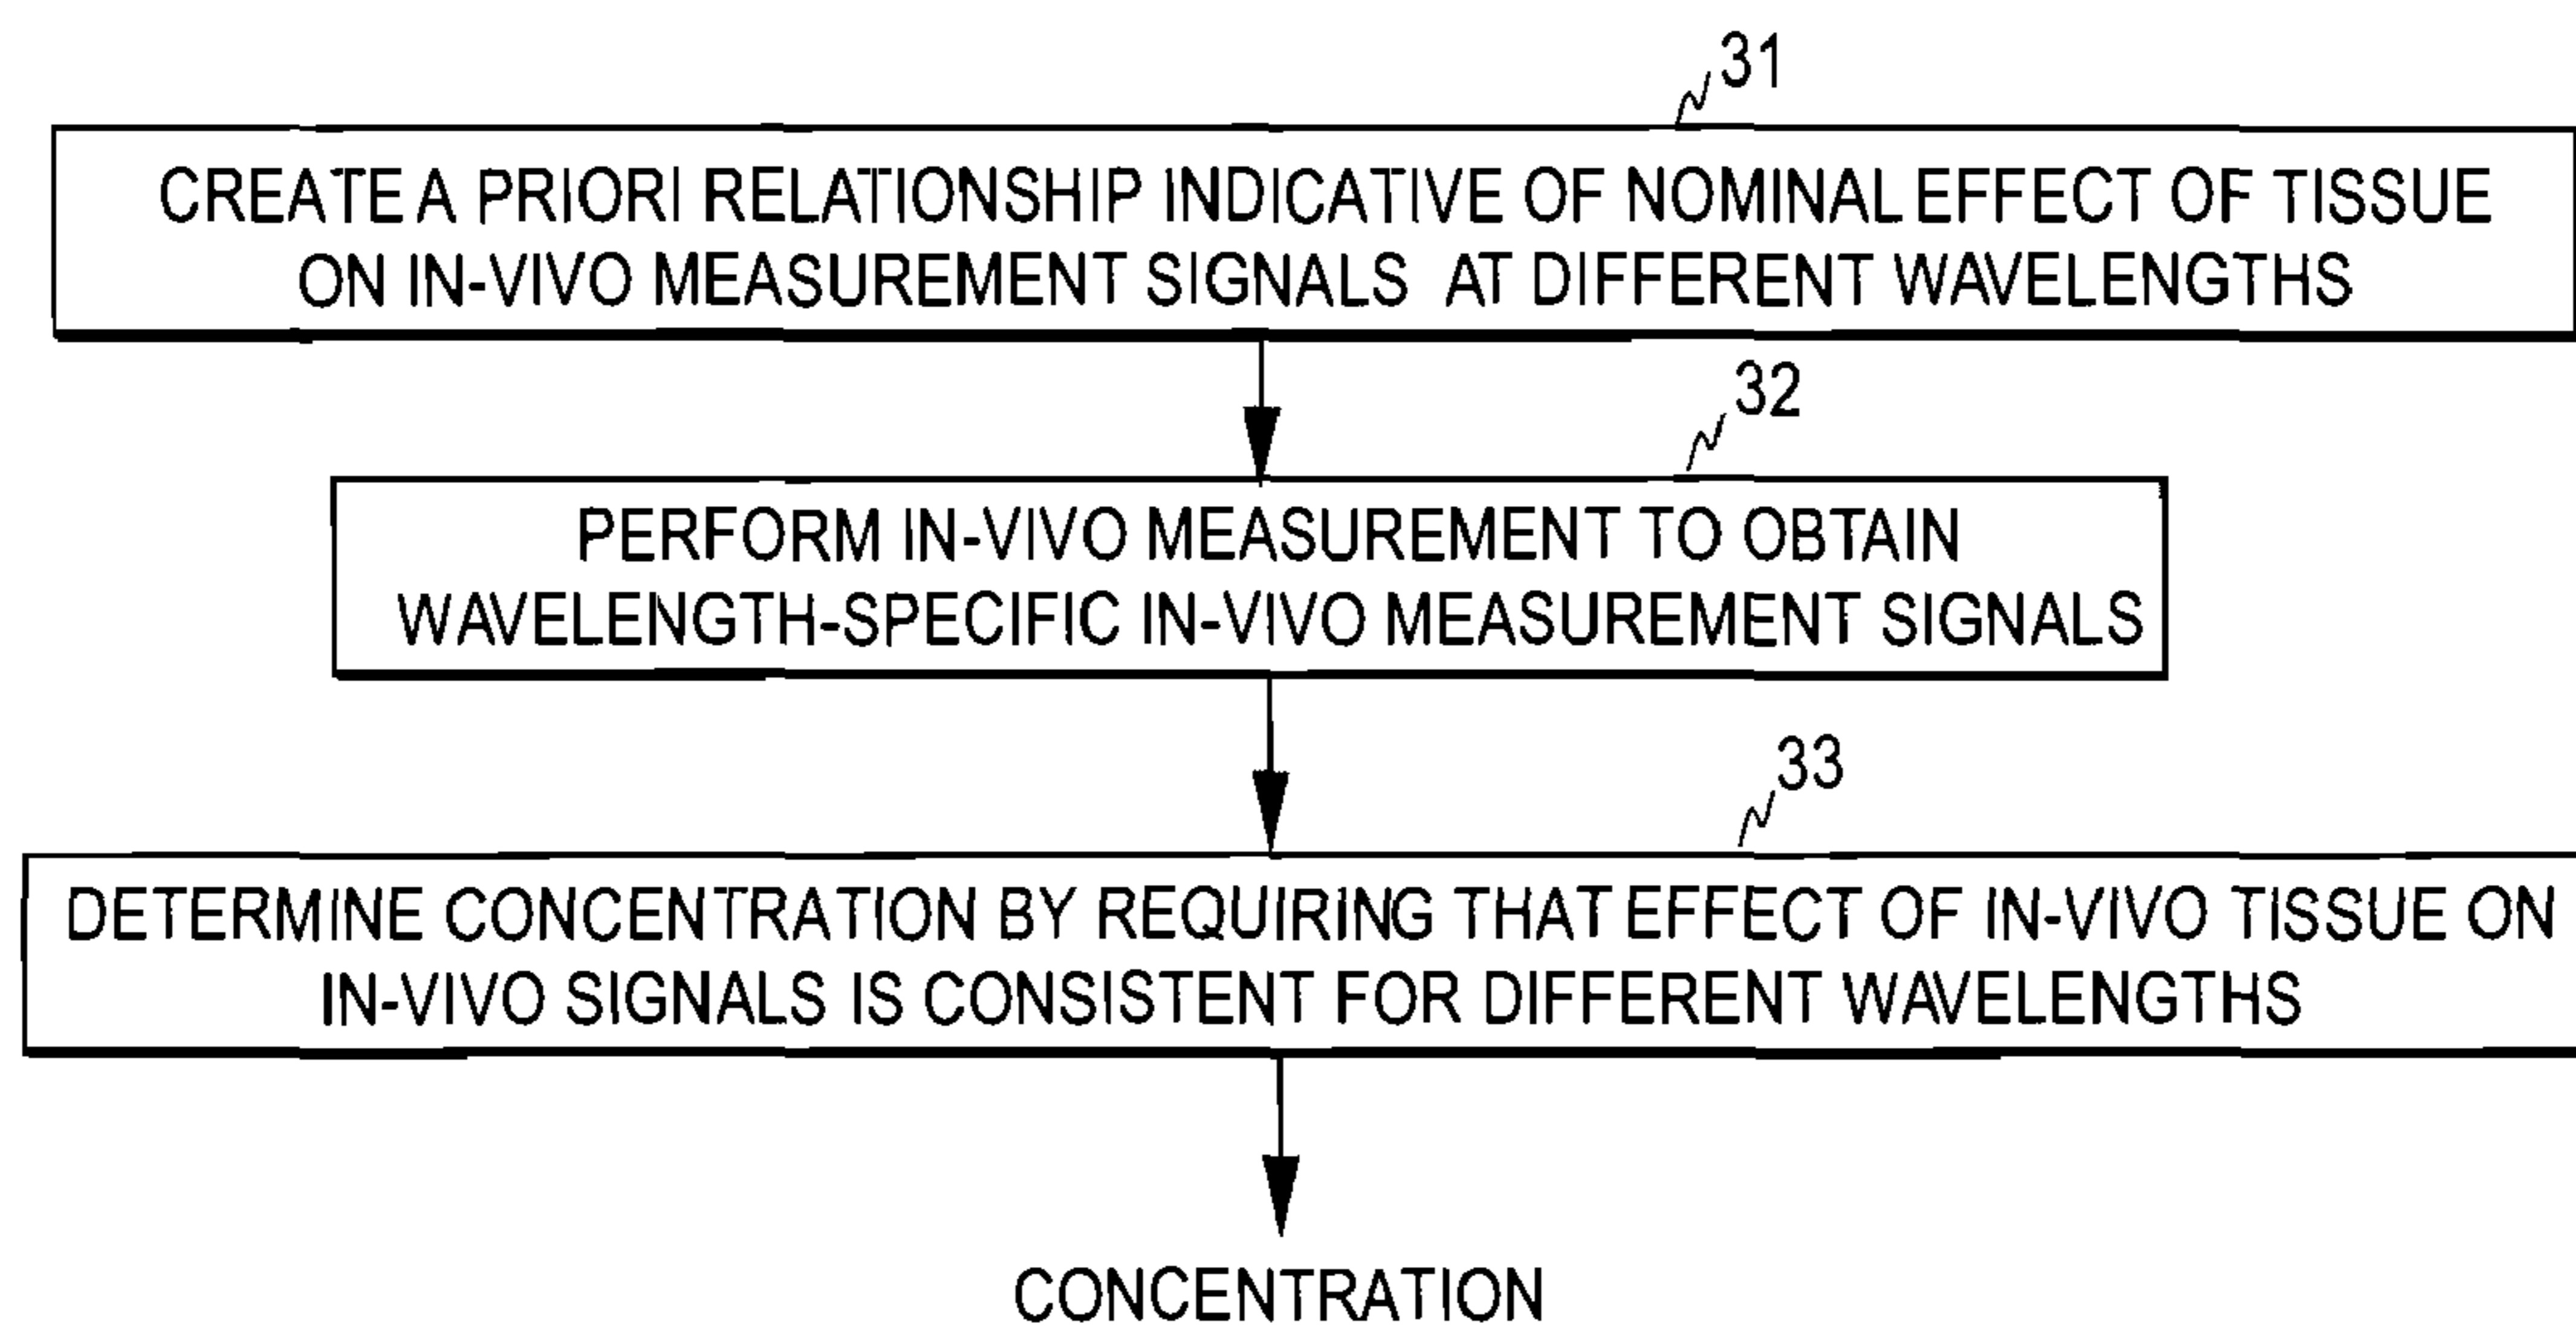 31
CREATE A PRIORI RELATIONSHIP INDICATIVE OF NOMINAL EFFECT OF TISSUE
ON IN-VIVO MEASUREMENT SIGNALS AT DIFFERENT WAVELENGTHS
32
PERFORM IN-VIVO MEASUREMENT TO OBTAIN
WAVELENGTH-SPECIFIC IN-VIVO MEASUREMENT SIGNALS
33
DETERMINE CONCENTRATION BY REQUIRING THAT EFFECT OF IN-VIVO TISSUE ON
IN-VIVO SIGNALS IS CONSISTENT FOR DIFFERENT WAVELENGTHS
CONCENTRATION